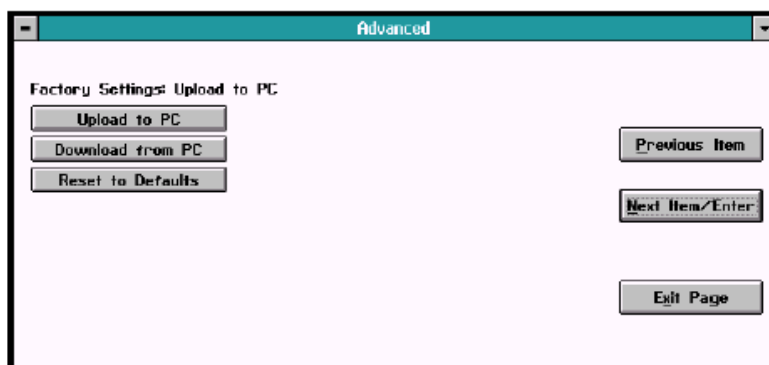 Advanced
Factory Settings: Upload to PC
Upload to PC
Download from PC
Reset to Defaults
Previous Item
Next Item/Enter
Exit Page